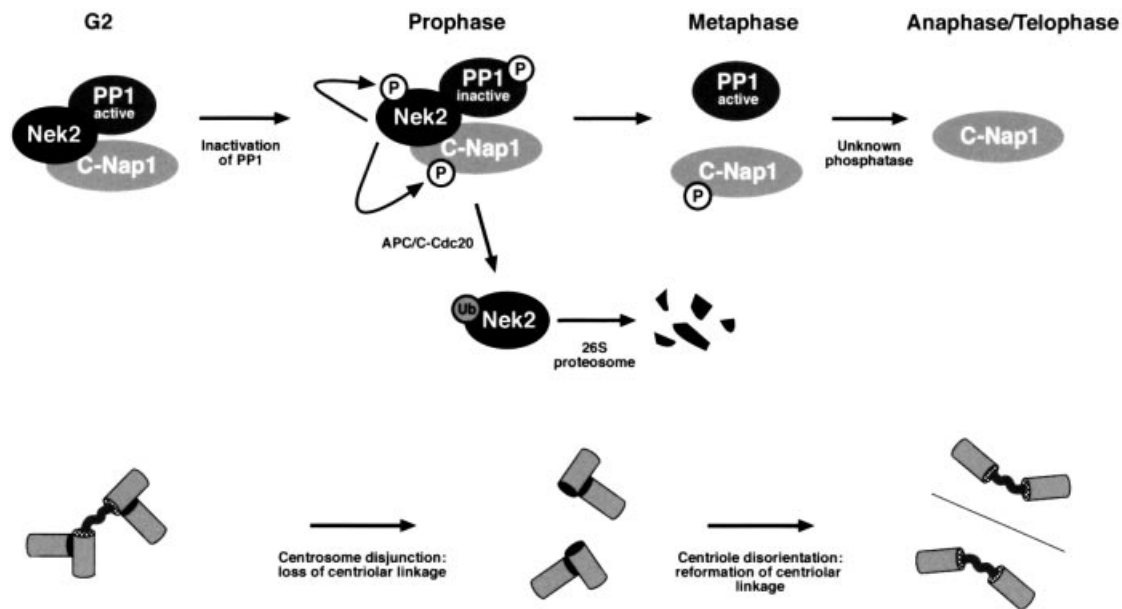 G2
Prophase
Metaphase
Anaphase/Telophase
PP1
active
Nek2
C-Nap1
Inactivation
of PP1
P
PP1
inactive
P
Nek2
C-Nap1
P
PP1
active
C-Nap1
P
Unknown
phosphatase
C-Nap1
APC/C-Cdc20
Ub
Nek2
26S
proteosome
Centrosome disjunction:
loss of centriolar linkage
Centriole disorientation:
reformation of centriolar
linkage